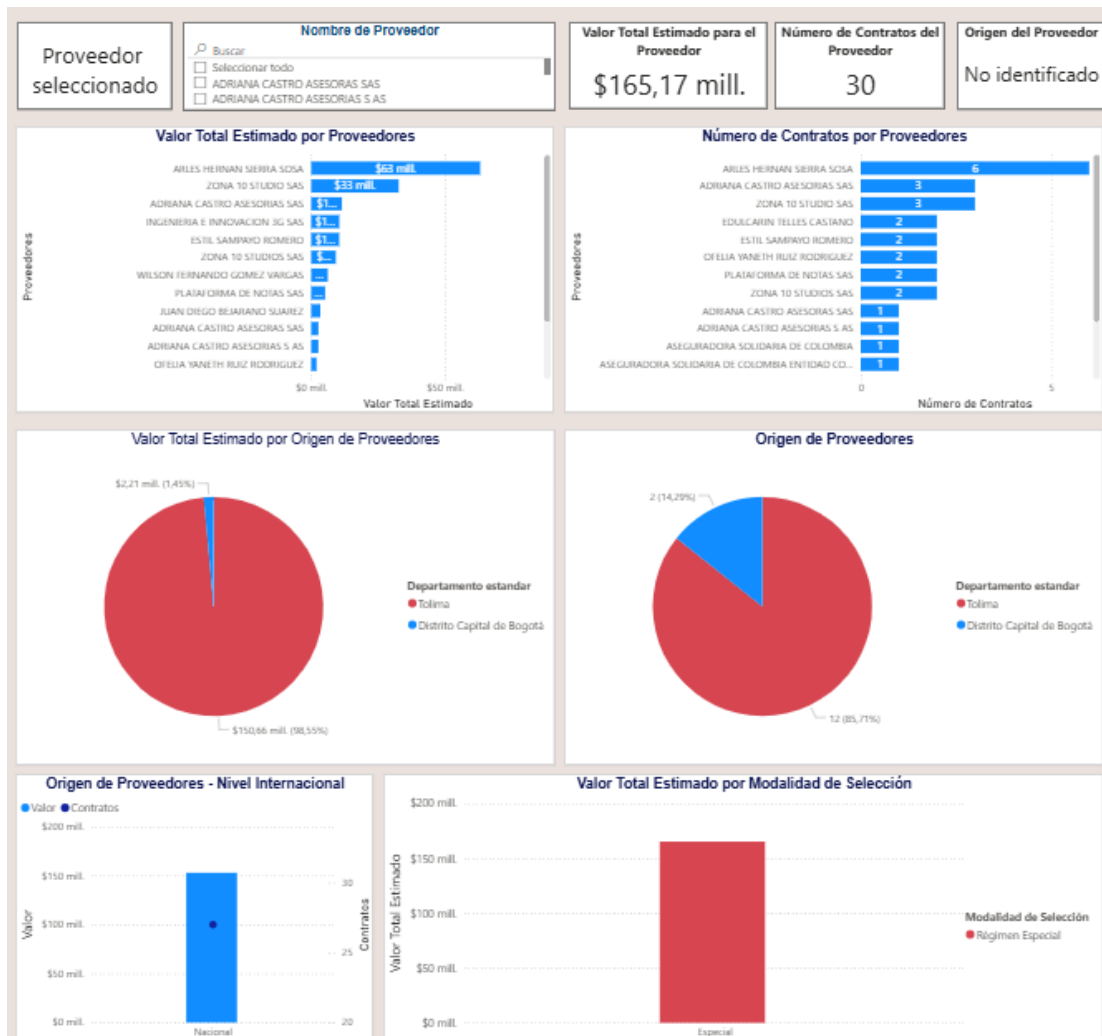 Proveedor
seleccionado
Nombre de Proveedor
Buscar
Seleccionar todo
ADRIANA CASTRO ASESORAS SAS
ADRIANA CASTRO ASESORIAS S AS
Valor Total Estimado para el
Proveedor
$165,17 mill.
Número de Contratos del
Proveedor
30
Origen del Proveedor
No identificado
Valor Total Estimado por Proveedores
Proveedores
ARLES HERNAN SIERRA SOSA $63 mill.
ZONA 10 STUDIO SAS $33 mill.
ADRIANA CASTRO ASESORIAS SAS $1...
INGENIERIA E INNOVACION 3G SAS $1...
ESTIL SAMPAYO ROMERO $1...
ZONA 10 STUDIOS SAS $...
WILSON FERNANDO GOMEZ VARGAS ...
PLATAFORMA DE NOTAS SAS ...
JUAN DIEGO BEJARANO SUAREZ
ADRIANA CASTRO ASESORAS SAS
ADRIANA CASTRO ASESORIAS S AS
OFELIA YANETH RUIZ RODRIGUEZ
$0 mill. $50 mill.
Valor Total Estimado
Número de Contratos por Proveedores
Proveedores
ARLES HERNAN SIERRA SOSA 6
ADRIANA CASTRO ASESORIAS SAS 3
ZONA 10 STUDIO SAS 3
EDULCARIN TELLES CASTANO 2
ESTIL SAMPAYO ROMERO 2
OFELIA YANETH RUIZ RODRIGUEZ 2
PLATAFORMA DE NOTAS SAS 2
ZONA 10 STUDIOS SAS 2
ADRIANA CASTRO ASESORAS SAS 1
ADRIANA CASTRO ASESORIAS S AS 1
ASEGURADORA SOLIDARIA DE COLOMBIA 1
ASEGURADORA SOLIDARIA DE COLOMBIA ENTIDAD CO... 1
0 5
Número de Contratos
Valor Total Estimado por Origen de Proveedores
$2,21 mill. (1,45%)
$150,66 mill. (98,55%)
Departamento estandar
Tolima
Distrito Capital de Bogotá
Origen de Proveedores
2 (14,29%)
12 (85,71%)
Departamento estandar
Tolima
Distrito Capital de Bogotá
Origen de Proveedores - Nivel Internacional
Valor Contratos
Valor
$200 mill.
$150 mill.
$100 mill.
$50 mill.
$0 mill.
30
25
20
Contratos
Nacional
Valor Total Estimado por Modalidad de Selección
Valor Total Estimado
$200 mill.
$150 mill.
$100 mill.
$50 mill.
$0 mill.
Especial
Modalidad de Selección
Régimen Especial